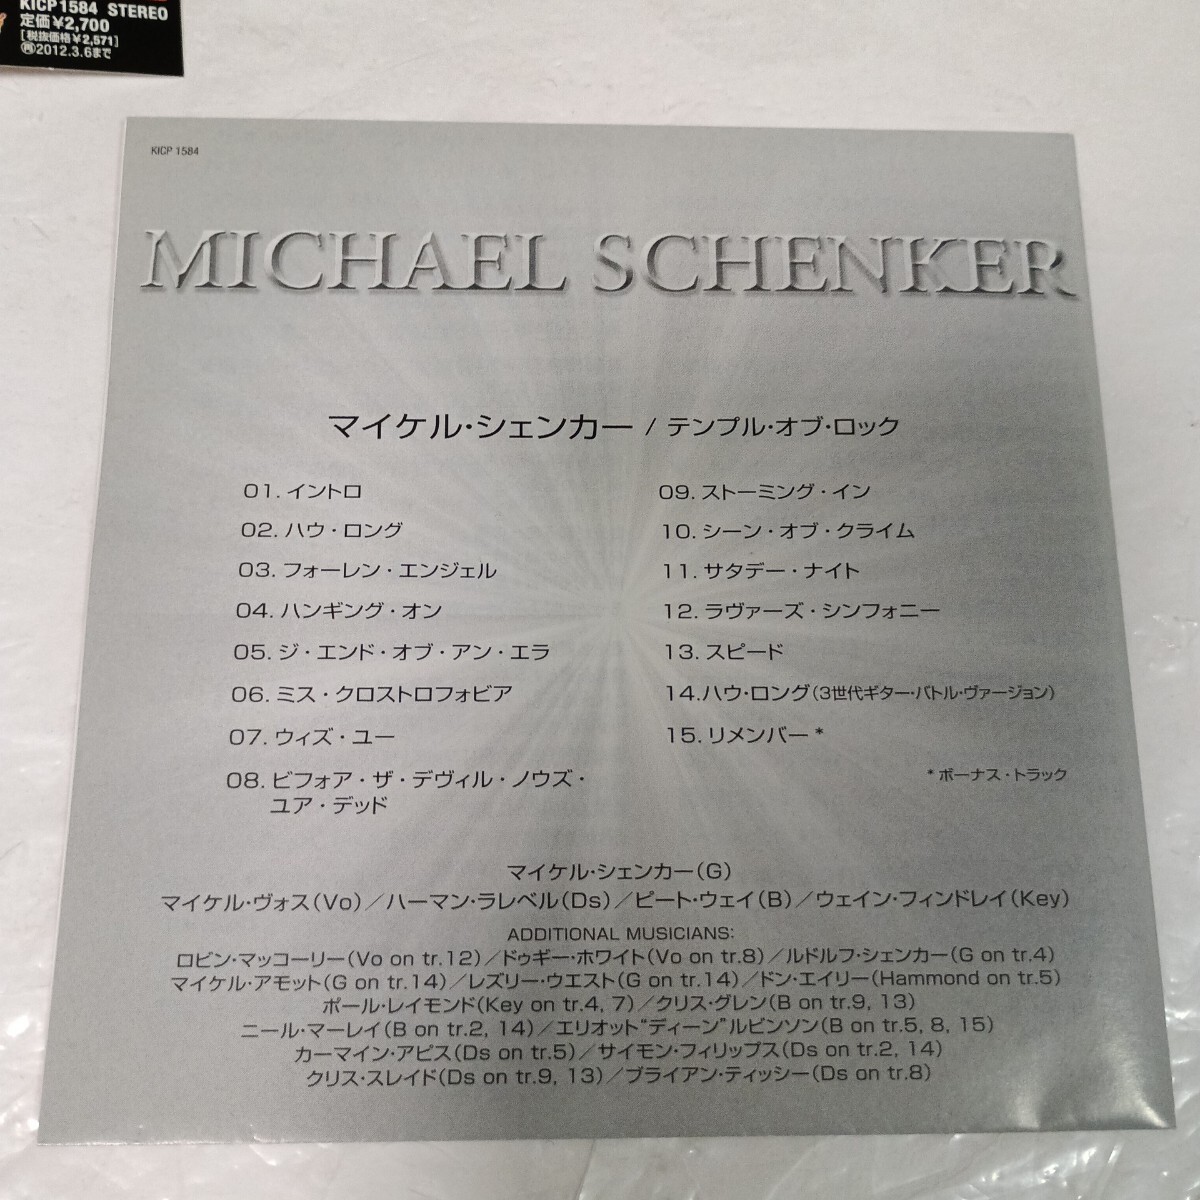 KICP1584 STEREO
定価¥2,700
[税抜価格¥2,571]
Ⓟ2012.3.6まで
KICP 1584
MICHAEL SCHENKER
マイケル・シェンカー / テンプル・オブ・ロック
01. イントロ
02. ハウ・ロング
03. フォーレン・エンジェル
04. ハンギング・オン
05. ジ・エンド・オブ・アン・エラ
06. ミス・クロストロフォビア
07. ウィズ・ユー
08. ビフォア・ザ・デヴィル・ノウズ・
ユア・デッド
09. ストーミング・イン
10. シーン・オブ・クライム
11. サタデー・ナイト
12. ラヴァーズ・シンフォニー
13. スピード
14. ハウ・ロング(3世代ギター・バトル・ヴァージョン)
15. リメンバー *
* ボーナス・トラック
マイケル・シェンカー(G)
マイケル・ヴォス(Vo)／ハーマン・ラレベル(Ds)／ピート・ウェイ(B)／ウェイン・フィンドレイ(Key)
ADDITIONAL MUSICIANS:
ロビン・マッコーリー(Vo on tr.12)／ドゥギー・ホワイト(Vo on tr.8)／ルドルフ・シェンカー(G on tr.4)
マイケル・アモット(G on tr.14)／レズリー・ウエスト(G on tr.14)／ドン・エイリー(Hammond on tr.5)
ポール・レイモンド(Key on tr.4, 7)／クリス・グレン(B on tr.9, 13)
ニール・マーレイ(B on tr.2, 14)／エリオット“ディーン”ルビンソン(B on tr.5, 8, 15)
カーマイン・アピス(Ds on tr.5)／サイモン・フィリップス(Ds on tr.2, 14)
クリス・スレイド(Ds on tr.9, 13)／ブライアン・ティッシー(Ds on tr.8)